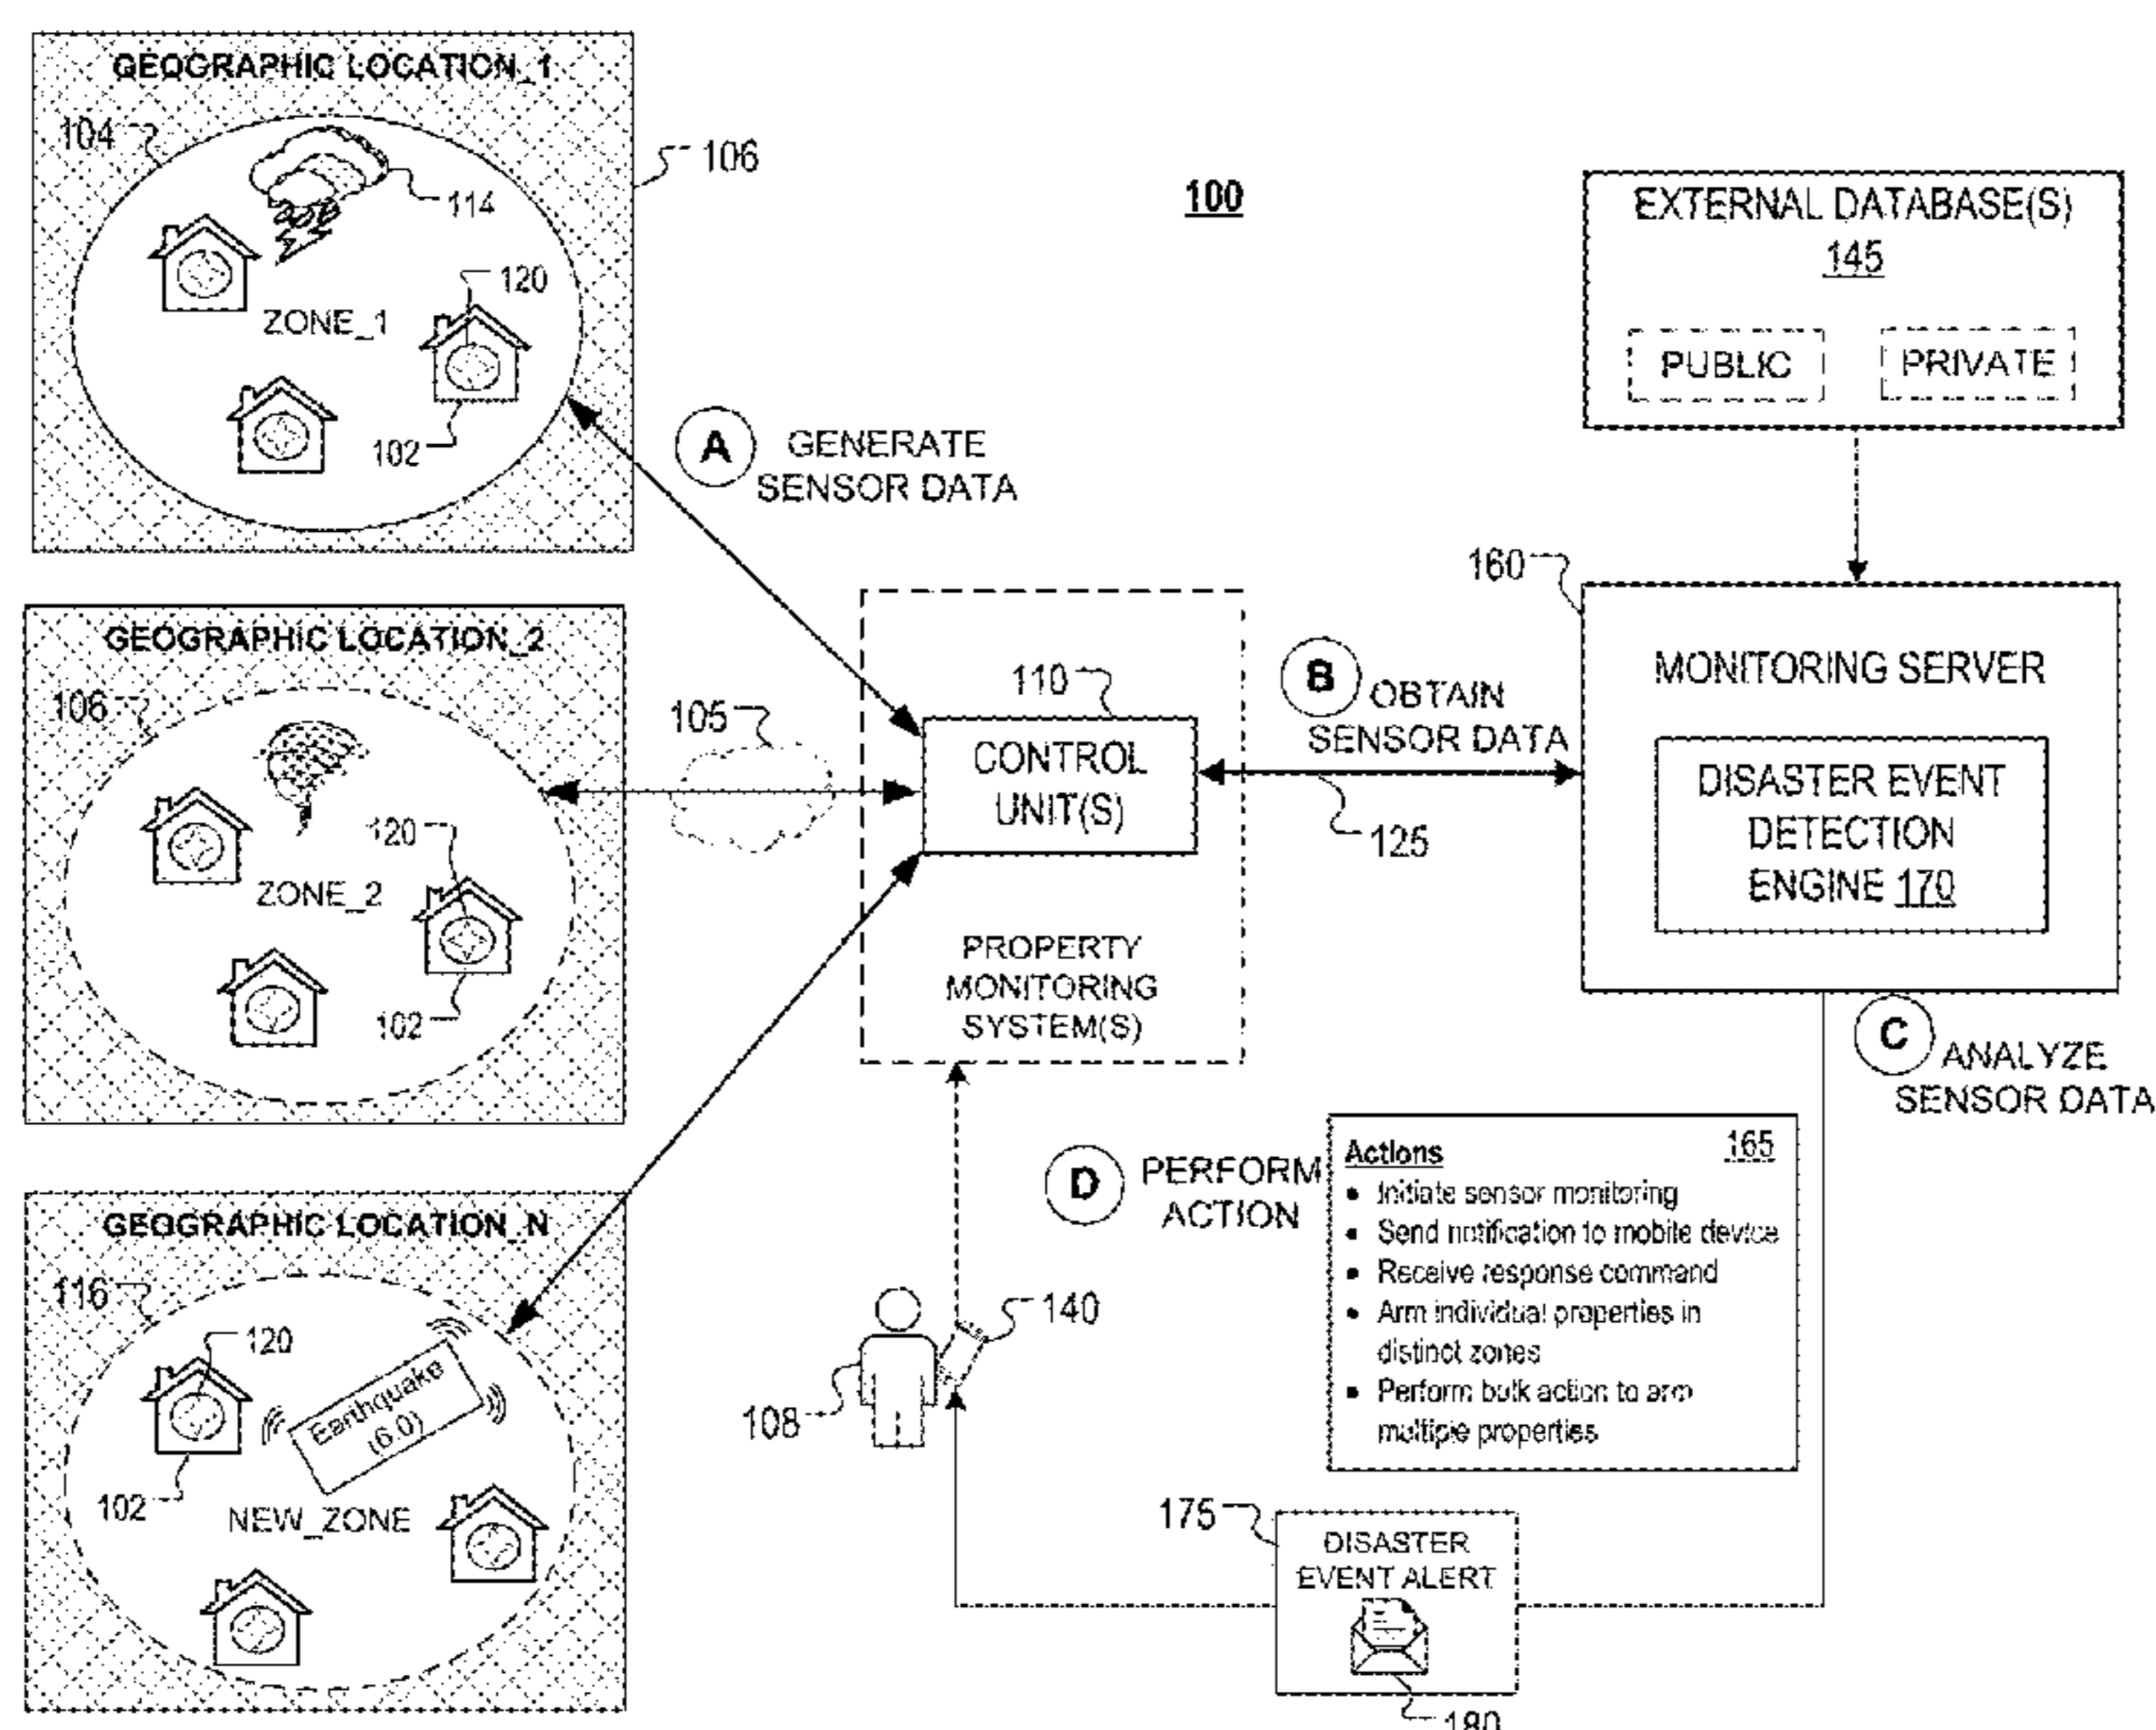 GEOGRAPHIC LOCATION_1
104
106
114
120
ZONE_1
102
100
EXTERNAL DATABASE(S)
145
PUBLIC
PRIVATE
A
GENERATE
SENSOR DATA
GEOGRAPHIC LOCATION_2
106
120
ZONE_2
102
105
110
CONTROL
UNIT(S)
PROPERTY
MONITORING
SYSTEM(S)
B
OBTAIN
SENSOR DATA
125
160
MONITORING SERVER
DISASTER EVENT
DETECTION
ENGINE 170
C
ANALYZE
SENSOR DATA
GEOGRAPHIC LOCATION_N
116
120
Earthquake
(6.0)
102
NEW_ZONE
D
PERFORM
ACTION
Actions
165
• Initiate sensor monitoring
• Send notification to mobile device
• Receive response command
• Arm individual properties in
distinct zones
• Perform bulk action to arm
multiple properties
140
108
175
DISASTER
EVENT ALERT
180